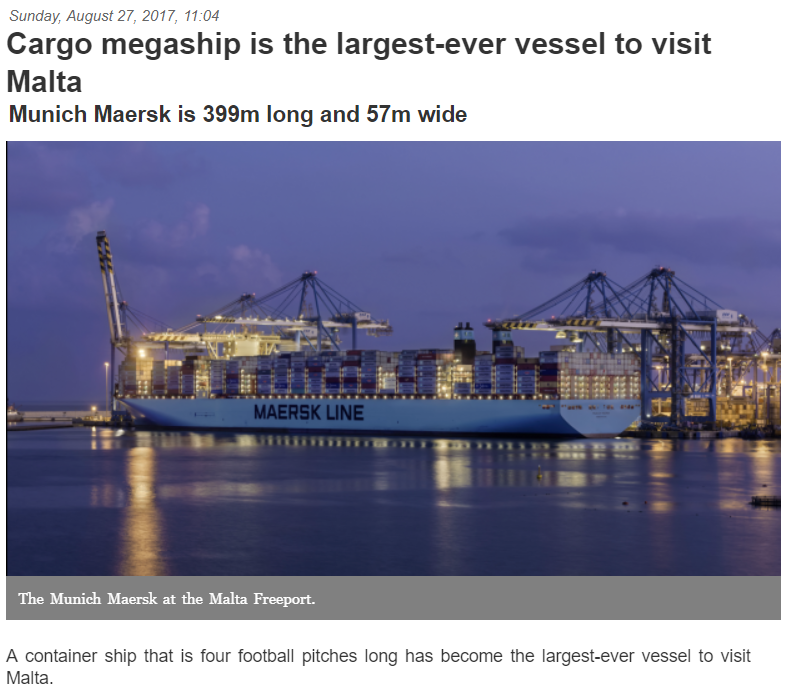 Sunday, August 27, 2017, 11:04
Cargo megaship is the largest-ever vessel to visit
Malta
Munich Maersk is 399m long and 57m wide
MAERSK LINE
The Munich Maersk at the Malta Freeport.
A container ship that is four football pitches long has become the largest-ever vessel to visit
Malta.